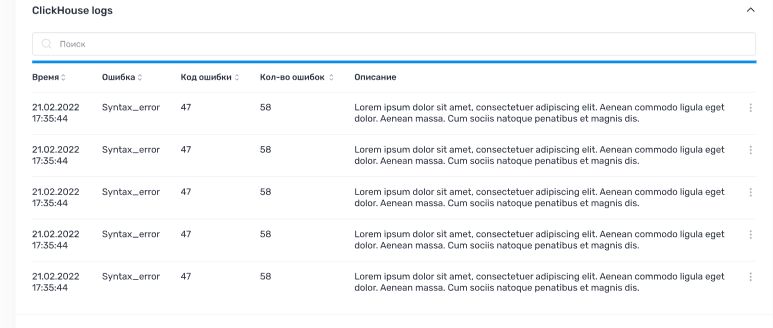 ClickHouse logs
Поиск
Время Ошибка Код ошибки Кол-во ошибок Описание
21.02.2022 Syntax_error 47 58 Lorem ipsum dolor sit amet, consectetuer adipiscing elit. Aenean commodo ligula eget
17:35:44 dolor. Aenean massa. Cum sociis natoque penatibus et magnis dis.
21.02.2022 Syntax_error 47 58 Lorem ipsum dolor sit amet, consectetuer adipiscing elit. Aenean commodo ligula eget
17:35:44 dolor. Aenean massa. Cum sociis natoque penatibus et magnis dis.
21.02.2022 Syntax_error 47 58 Lorem ipsum dolor sit amet, consectetuer adipiscing elit. Aenean commodo ligula eget
17:35:44 dolor. Aenean massa. Cum sociis natoque penatibus et magnis dis.
21.02.2022 Syntax_error 47 58 Lorem ipsum dolor sit amet, consectetuer adipiscing elit. Aenean commodo ligula eget
17:35:44 dolor. Aenean massa. Cum sociis natoque penatibus et magnis dis.
21.02.2022 Syntax_error 47 58 Lorem ipsum dolor sit amet, consectetuer adipiscing elit. Aenean commodo ligula eget
17:35:44 dolor. Aenean massa. Cum sociis natoque penatibus et magnis dis.